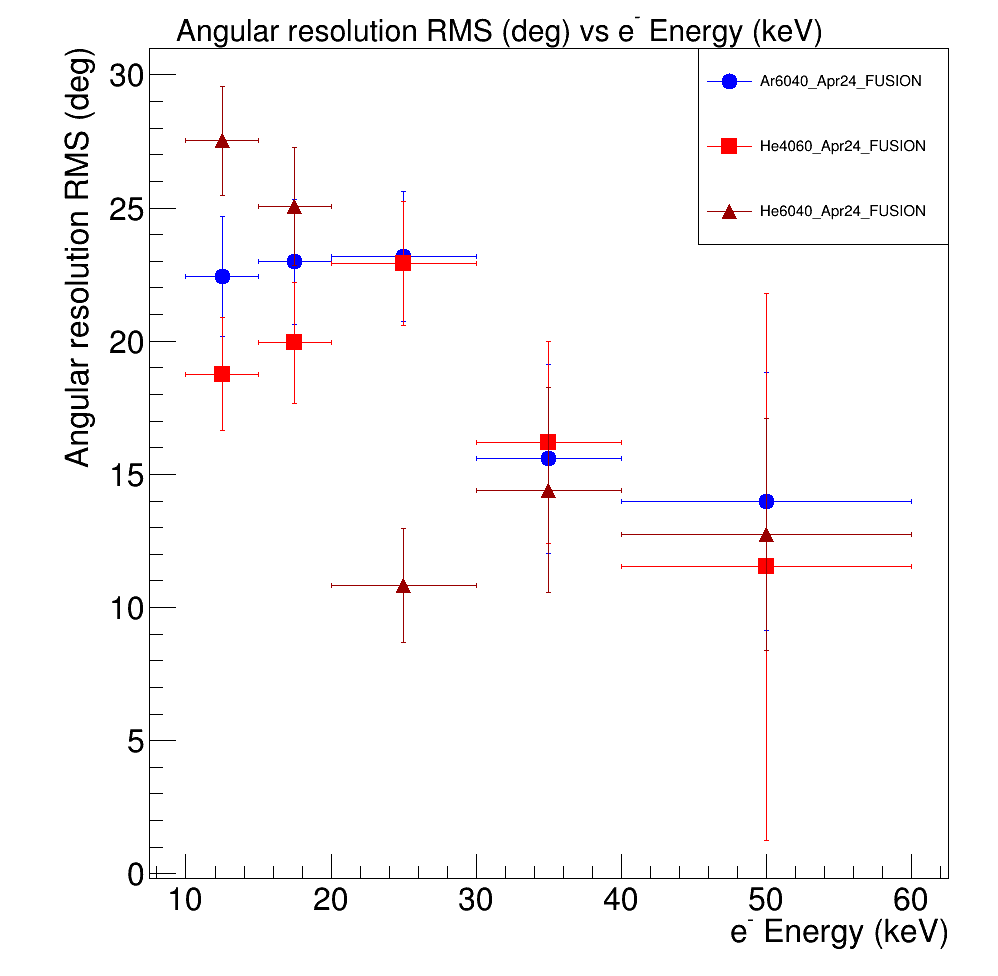 Angular resolution RMS (deg) vs e- Energy (keV)
Angular resolution RMS (deg)
30
25
20
15
10
5
0
Ar6040_Apr24_FUSION
He4060_Apr24_FUSION
He6040_Apr24_FUSION
10 20 30 40 50 60
e- Energy (keV)